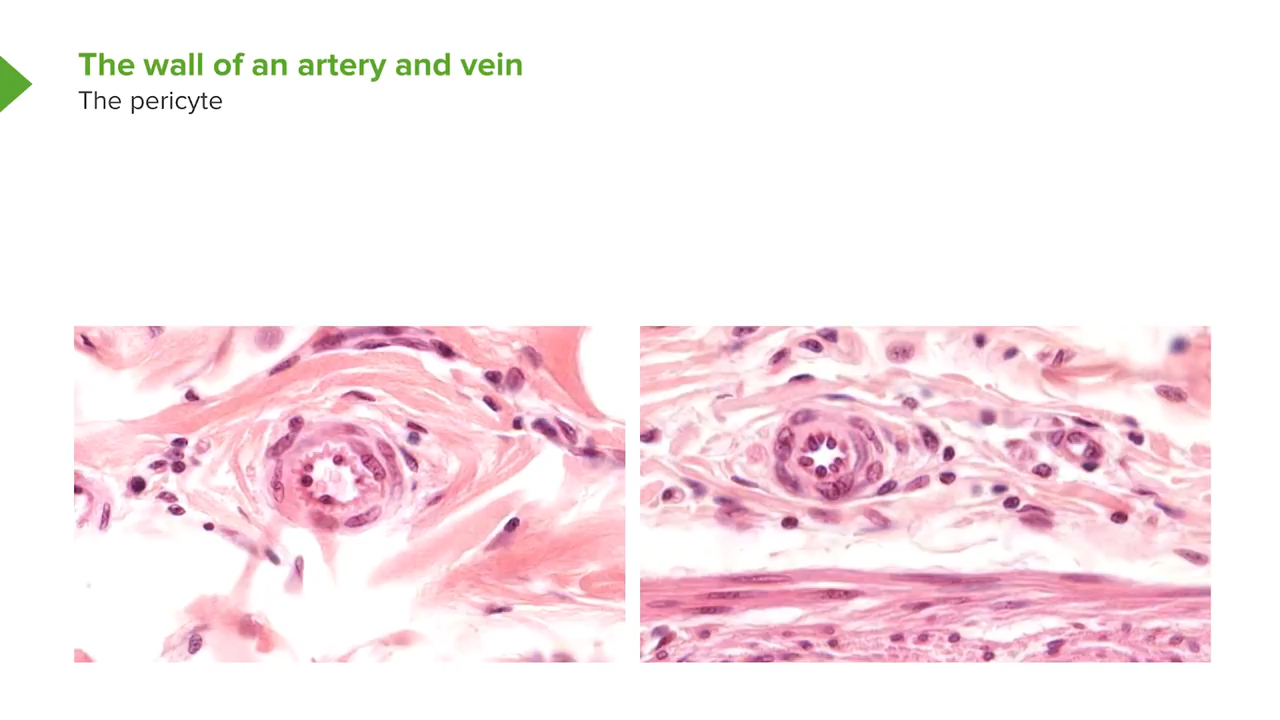 The wall of an artery and vein
The pericyte